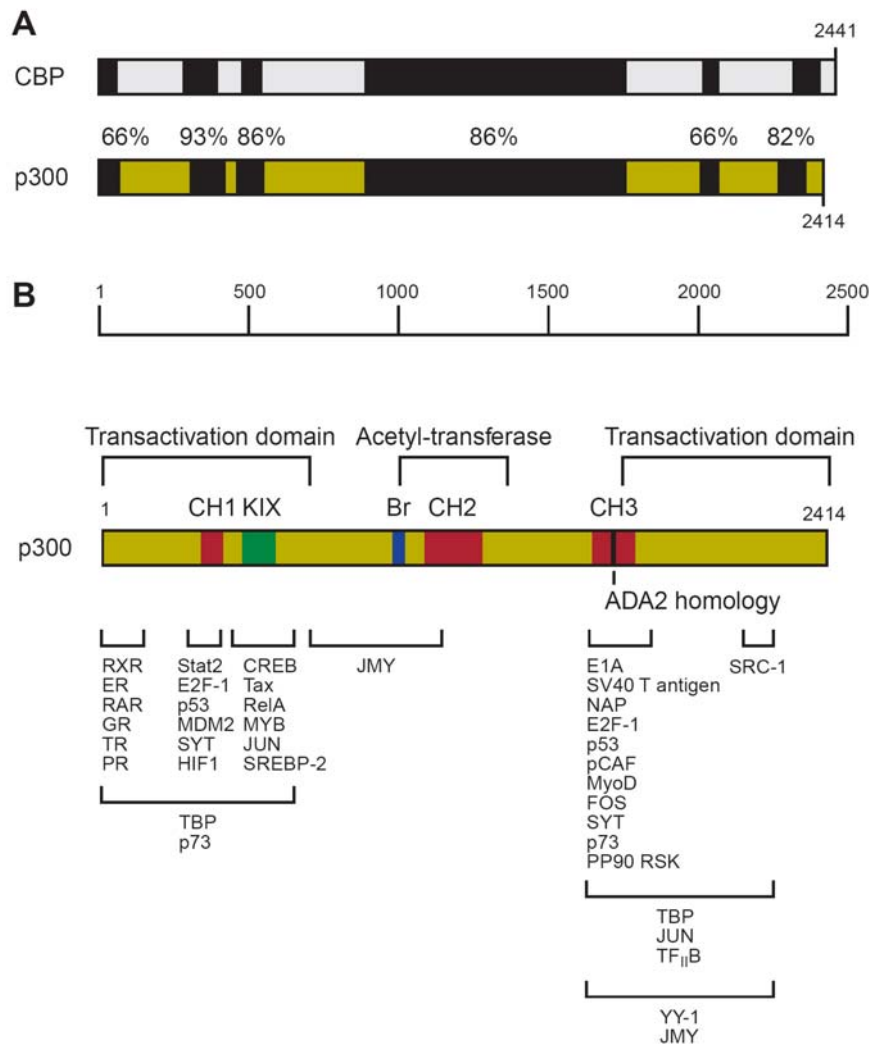 A
2441
CBP
66% 93% 86% 86% 66% 82%
p300
2414
B
1 500 1000 1500 2000 2500
Transactivation domain Acetyl-transferase Transactivation domain
1 CH1 KIX Br CH2 CH3 2414
p300
ADA2 homology
RXR Stat2 CREB JMY E1A SRC-1
ER E2F-1 Tax SV40 T antigen
RAR p53 RelA NAP
GR MDM2 MYB E2F-1
TR SYT JUN p53
PR HIF1 SREBP-2 pCAF
MyoD
TBP FOS
p73 SYT
p73
PP90 RSK
TBP
JUN
TFIIB
YY-1
JMY